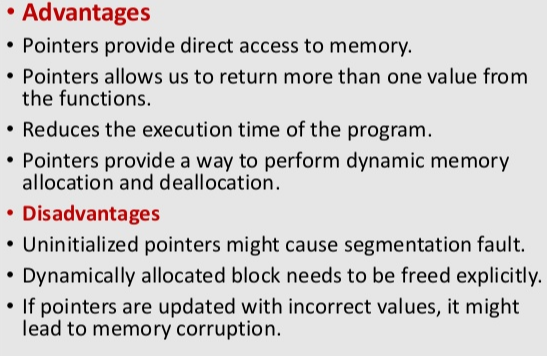 • Advantages
• Pointers provide direct access to memory.
• Pointers allows us to return more than one value from
the functions.
• Reduces the execution time of the program.
• Pointers provide a way to perform dynamic memory
allocation and deallocation.
• Disadvantages
• Uninitialized pointers might cause segmentation fault.
• Dynamically allocated block needs to be freed explicitly.
• If pointers are updated with incorrect values, it might
lead to memory corruption.